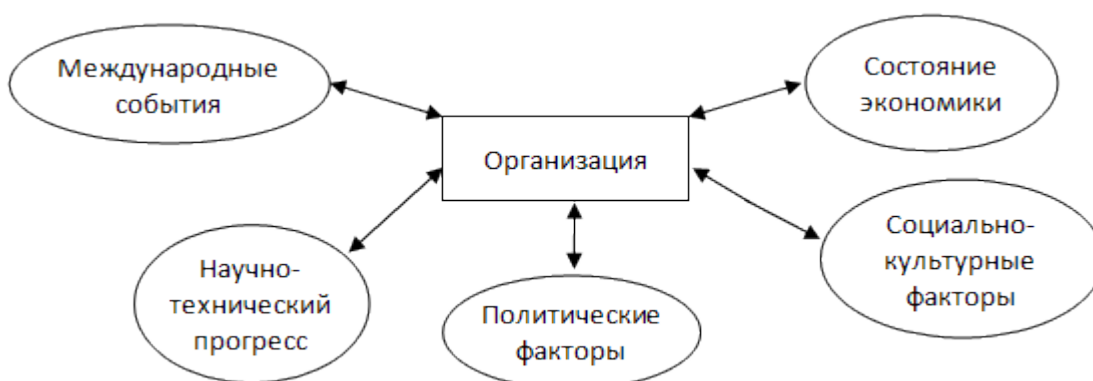 Международные
события
Состояние
экономики
Организация
Научно-
технический
прогресс
Политические
факторы
Социально-
культурные
факторы